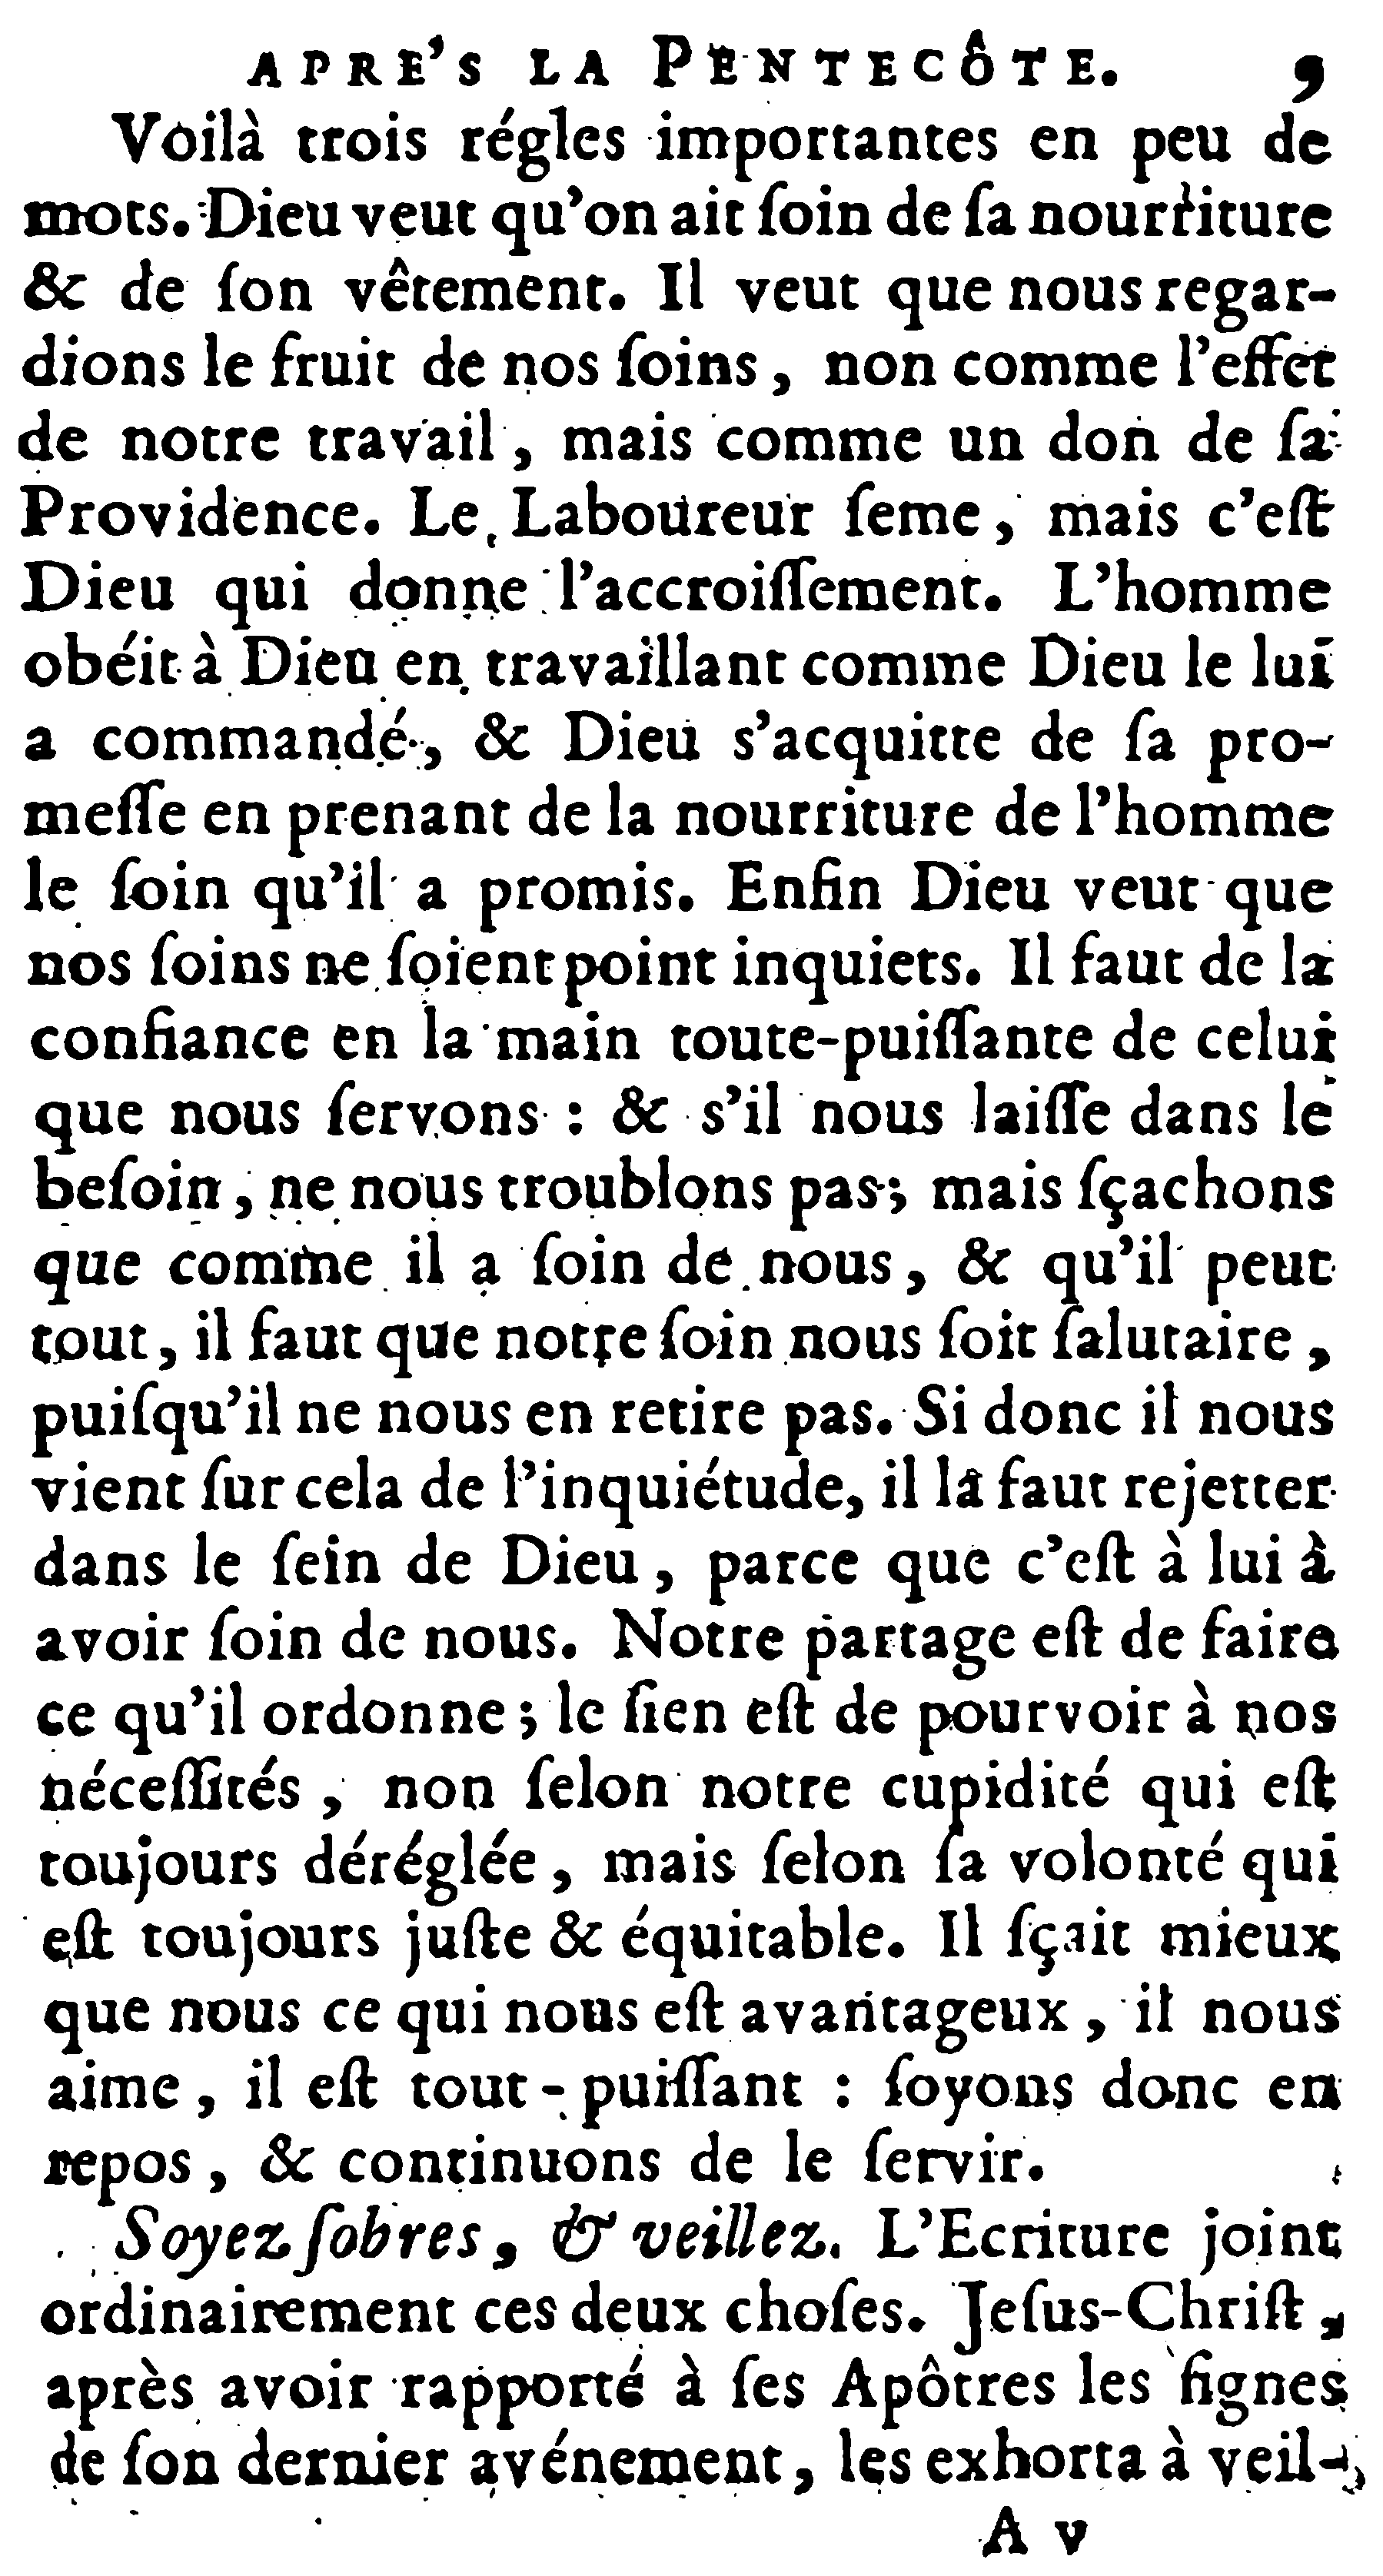 APRE'S LA PENTECÔTE. 9
Voilà trois régles importantes en peu de
mots. Dieu veut qu'on ait ſoin de ſa nourriture
& de ſon vêtement. Il veut que nous regar-
dions le fruit de nos ſoins, non comme l'effet
de notre travail, mais comme un don de ſa
Providence. Le Laboureur ſeme, mais c'eſt
Dieu qui donne l'accroiſſement. L'homme
obéit à Dieu en travaillant comme Dieu le lui
a commandé, & Dieu s'acquitte de ſa pro-
meſſe en prenant de la nourriture de l'homme
le ſoin qu'il a promis. Enfin Dieu veut que
nos ſoins ne ſoient point inquiets. Il faut de la
confiance en la main toute-puiſſante de celui
que nous ſervons : & s'il nous laiſſe dans le
beſoin, ne nous troublons pas; mais ſçachons
que comme il a ſoin de nous, & qu'il peut
tout, il faut que notre ſoin nous ſoit ſalutaire,
puiſqu'il ne nous en retire pas. Si donc il nous
vient ſur cela de l'inquiétude, il la faut rejetter
dans le ſein de Dieu, parce que c'eſt à lui à
avoir ſoin de nous. Notre partage eſt de faire
ce qu'il ordonne; le ſien eſt de pourvoir à nos
néceſſités, non ſelon notre cupidité qui eſt
toujours déréglée, mais ſelon ſa volonté qui
eſt toujours juſte & équitable. Il ſçait mieux
que nous ce qui nous eſt avantageux, il nous
aime, il eſt tout-puiſſant : ſoyons donc en
repos, & continuons de le ſervir.
Soyez ſobres, & veillez. L'Ecriture joint
ordinairement ces deux choſes. Jeſus-Chriſt,
après avoir rapporté à ſes Apôtres les ſignes
de ſon dernier avénement, les exhorta à veil-
A v